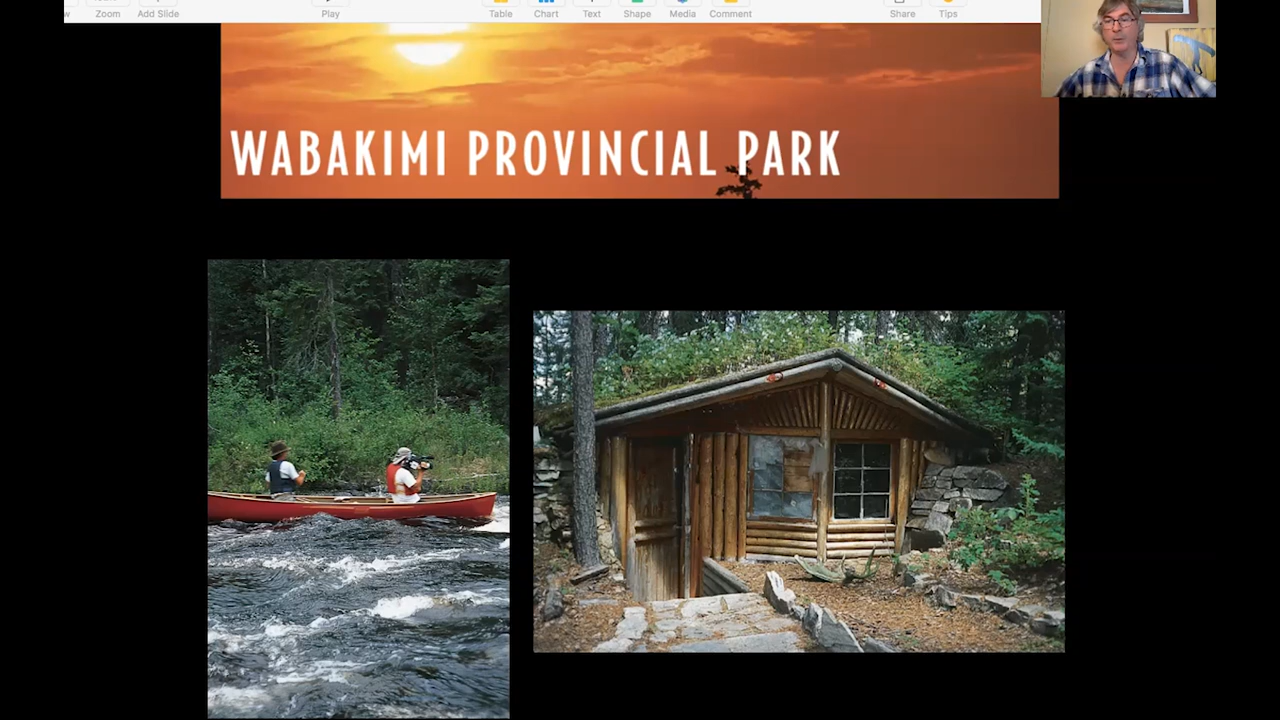 Zoom Add Slide Play Table Chart Text Shape Media Comment Share Tips
WABAKIMI PROVINCIAL PARK